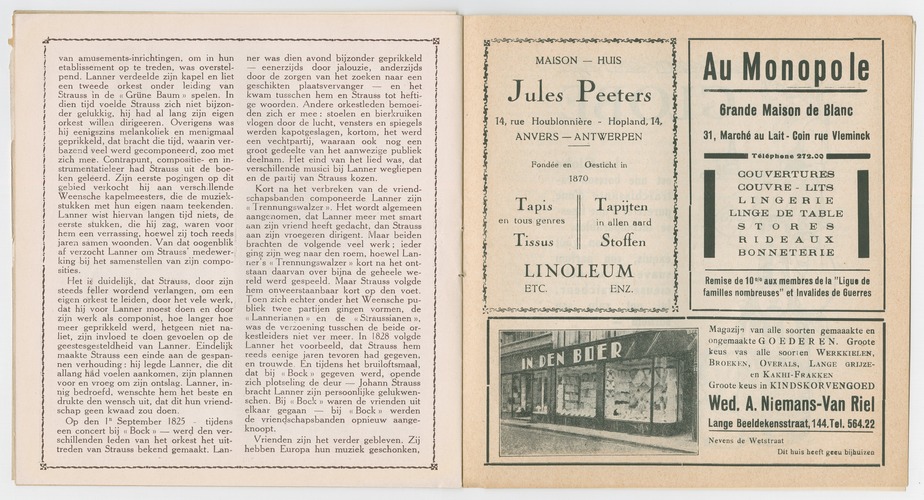 van amusements-inrichtingen, om in hun
etablissement op te treden, was overstel-
pend. Lanner verdeelde zijn kapel en liet
een tweede orkest onder leiding van
Strauss in de « Grüne Baum » spelen. In
dien tijd voelde Strauss zich niet bijzon-
der gelukkig, hij had al lang zijn eigen
orkest willen dirigeeren. Overigens was
hij eenigszins melankoliek en menigmaal
geprikkeld, dat bracht die tijd, waarin ver-
bazend veel werd gecomponeerd, zoo met
zich mee. Contrapunt, compositie- en in-
strumentatieleer had Strauss uit de boe-
ken geleerd. Zijn eerste pogingen op dit
gebied verkocht hij aan verschillende
Weensche kapelmeesters, die de muziek-
stukken met hun eigen naam teekenden.
Lanner wist hiervan langen tijd niets, de
eerste stukken, die hij zag, waren voor
hem een verrassing, hoewel zij toch reeds
jaren samen woonden. Van dat oogenblik
af verzocht Lanner om Strauss' medewer-
king bij het samenstellen van zijn compo-
sities.
Het is duidelijk, dat Strauss, door zijn
steeds feller wordend verlangen, om een
eigen orkest te leiden, door het vele werk,
dat hij voor Lanner moest doen en door
zijn werk als componist, hoe langer hoe
meer geprikkeld werd, hetgeen niet na-
liet, zijn invloed te doen gevoelen op de
geestesgesteldheid van Lanner. Eindelijk
maakte Strauss een einde aan de gespan-
nen verhouding : hij legde Lanner, die dit
allang had voelen aankomen, zijn plannen
voor en vroeg om zijn ontslag. Lanner, in-
nig bedroefd, wenschte hem het beste en
drukte den wensch uit, dat dit hun vriend-
schap geen kwaad zou doen.
Op den 1n September 1825 - tijdens
een concert bij « Bock » — werd den ver-
schillenden leden van het orkest het uit-
treden van Strauss bekend gemaakt. Lan-
ner was dien avond bijzonder geprikkeld
— eenerzijds door jalouzie, anderzijds
door de zorgen van het zoeken naar een
geschikten plaatsvervanger — en het
kwam tusschen hem en Strauss tot hefti-
ge woorden. Andere orkestleden bemoei-
den zich er mee : stoelen en bierkruiken
vlogen door de lucht, vensters en spiegels
werden kapotgeslagen, kortom, het werd
een vechtpartij, waaraan ook nog een
groot gedeelte van het aanwezige publiek
deelnam. Het eind van het lied was, dat
verschillende musici bij Lanner wegliepen
en de partij van Strauss kozen.
Kort na het verbreken van de vriend-
schapsbanden componeerde Lanner zijn
« Trennungswalzer ». Het wordt algemeen
aangenomen, dat Lanner meer met smart
aan zijn vriend heeft gedacht, dan Strauss
aan zijn vroegeren dirigent. Maar beiden
brachten de volgende veel werk ; ieder
ging zijn weg naar den roem, hoewel Lan-
ner's « Trennungswalzer » kort na het ont-
staan daarvan over bijna de geheele we-
reld werd gespeeld. Maar Strauss volgde
hem onweerstaanbaar kort op den voet.
Toen zich echter onder het Weensche pu-
bliek twee partijen gingen vormen, de
« Lannerianen » en de « Straussianen »,
was de verzoening tusschen de beide or-
kestleiders niet ver meer. In 1828 volgde
Lanner het voorbeeld, dat Strauss hem
reeds eenige jaren tevoren had gegeven,
en trouwde. En tijdens het bruiloftsmaal,
dat bij « Bock » gegeven werd, opende
zich plotseling de deur — Johann Strauss
bracht Lanner zijn persoonlijke gelukwen-
schen. Bij « Bock » waren de vrienden uit
elkaar gegaan — bij « Bock » werden
de vriendschapsbanden opnieuw aange-
knoopt.
Vrienden zijn het verder gebleven. Zij
hebben Europa hun muziek geschonken,
MAISON — HUIS
Jules Peeters
14, rue Houblonnière - Hopland, 14,
ANVERS — ANTWERPEN
Fondée en Gesticht in
1870
Tapis
en tous genres
Tissus
Tapijten
in allen aard
Stoffen
LINOLEUM
ETC. ENZ.
Au Monopole
Grande Maison de Blanc
31, Marché au Lait - Coin rue Vleminck
Téléphone 272.00
COUVERTURES
COUVRE - LITS
LINGERIE
LINGE DE TABLE
STORES
RIDEAUX
BONNETERIE
Remise de 10 % aux membres de la "Ligue de
familles nombreuses" et Invalides de Guerres
IN DEN BOER
Magazijn van alle soorten gemaaakte en
ongemaakte GOEDEREN. Groote
keus vas alle soorten WERKKIELEN,
BROEKEN, OVERALS, LANGE GRIJZE-
en KAKHI-FRAKKEN
Groote keus in KINDSKORVENGOED
Wed. A. Niemans-Van Riel
Lange Beeldekensstraat, 144. Tel. 564.22
Nevens de Wetstraat
Dit huis heeft geeu bijhuizen